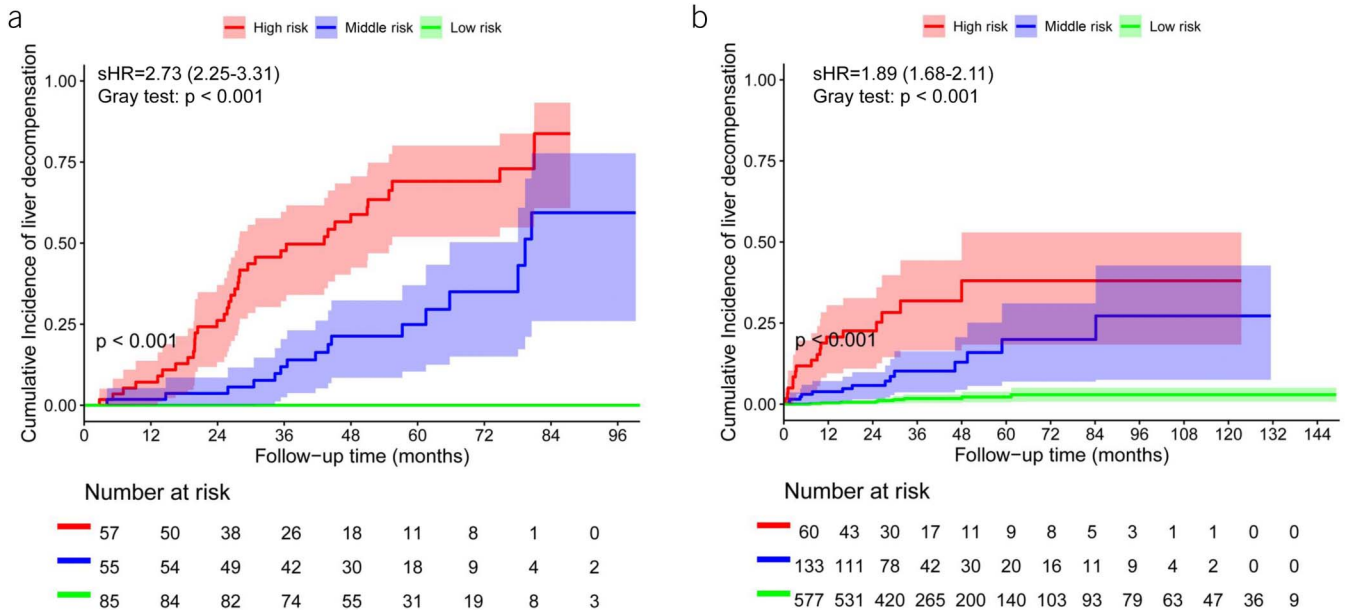 a
High risk Middle risk Low risk
sHR=2.73 (2.25-3.31)
Gray test: p < 0.001
1.00
0.75
0.50
0.25
0.00
p < 0.001
Cumulative Incidence of liver decompensation
0 12 24 36 48 60 72 84 96
Follow-up time (months)
Number at risk
57 50 38 26 18 11 8 1 0
55 54 49 42 30 18 9 4 2
85 84 82 74 55 31 19 8 3
b
High risk Middle risk Low risk
sHR=1.89 (1.68-2.11)
Gray test: p < 0.001
1.00
0.75
0.50
0.25
0.00
p < 0.001
Cumulative Incidence of liver decompensation
0 12 24 36 48 60 72 84 96 108 120 132 144
Follow-up time (months)
Number at risk
60 43 30 17 11 9 8 5 3 1 1 0 0
133 111 78 42 30 20 16 11 9 4 2 0 0
577 531 420 265 200 140 103 93 79 63 47 36 9